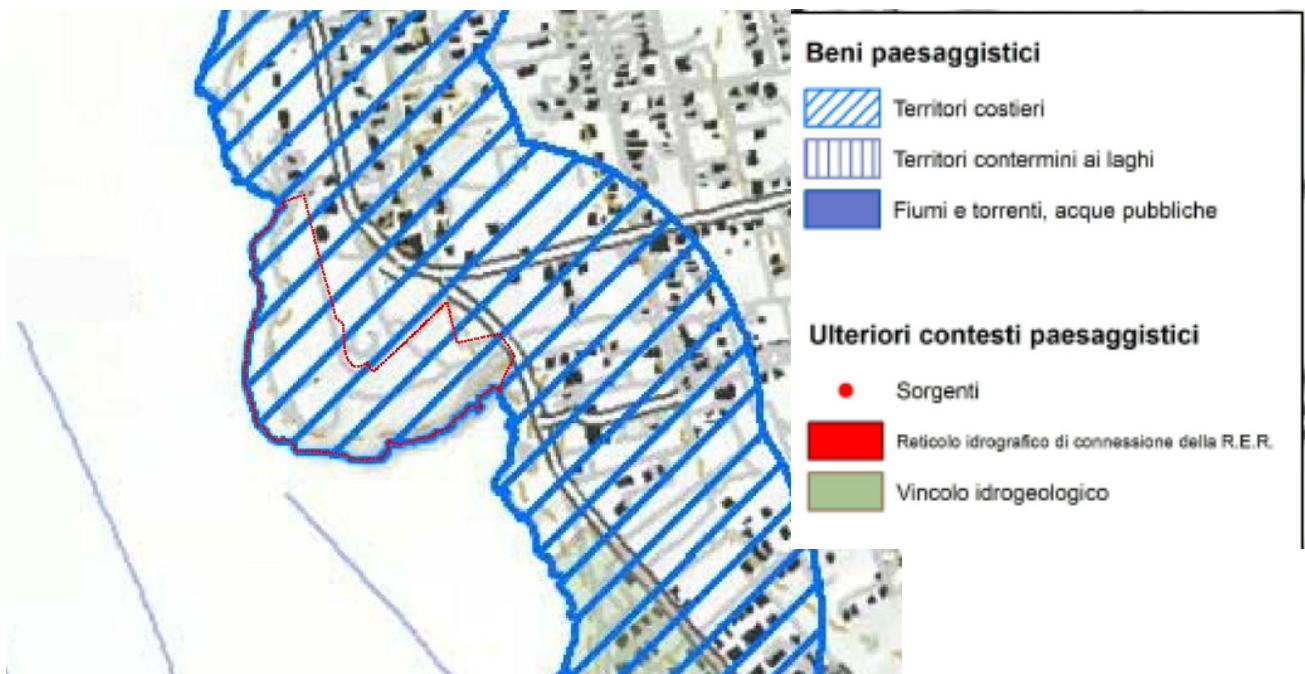 Beni paesaggistici
Territori costieri
Territori contermini ai laghi
Fiumi e torrenti, acque pubbliche
Ulteriori contesti paesaggistici
Sorgenti
Reticolo idrografico di connessione della R.E.R.
Vincolo idrogeologico